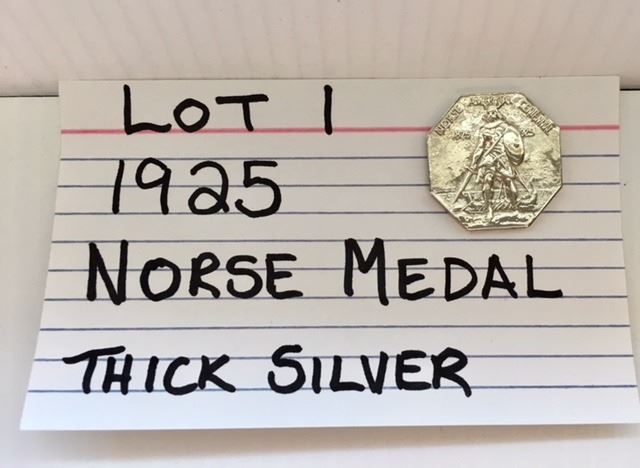 LOT 1
1925
NORSE MEDAL
THICK SILVER